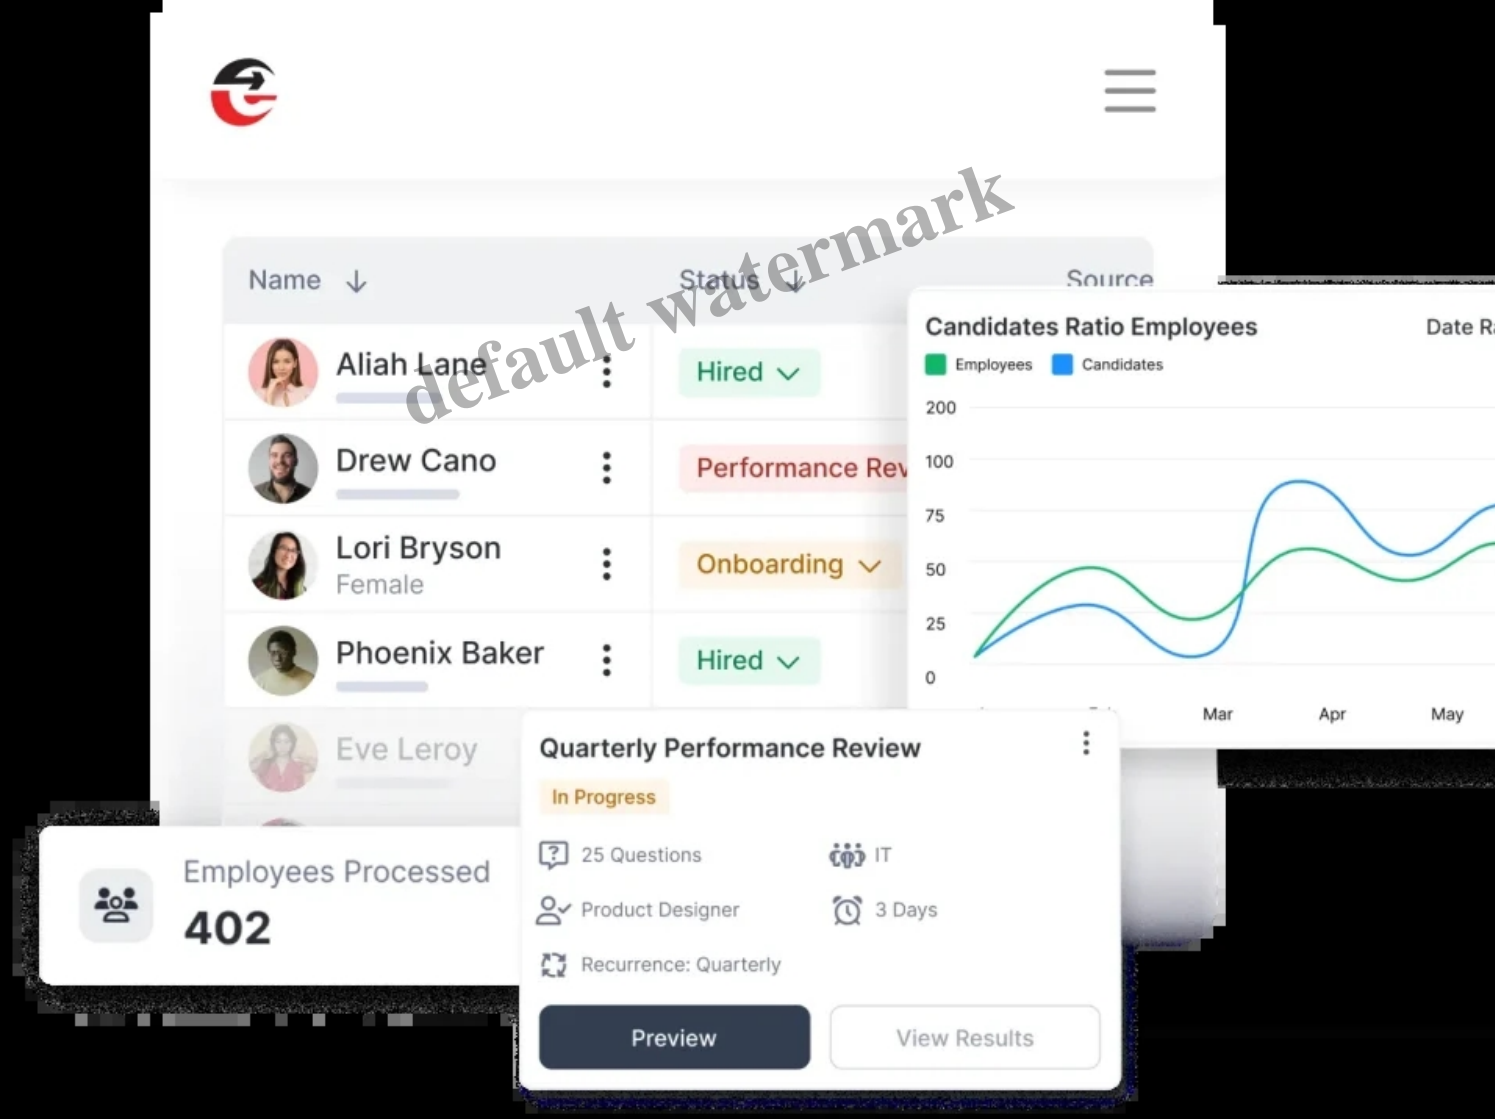 default watermark
Name
Status
Source
Aliah Lane
Hired
Drew Cano
Performance Rev
Lori Bryson
Female
Onboarding
Phoenix Baker
Hired
Eve Leroy
Candidates Ratio Employees
Date Ra
Employees
Candidates
200
100
75
50
25
0
Mar
Apr
May
Employees Processed
402
Quarterly Performance Review
In Progress
25 Questions
IT
Product Designer
3 Days
Recurrence: Quarterly
Preview
View Results